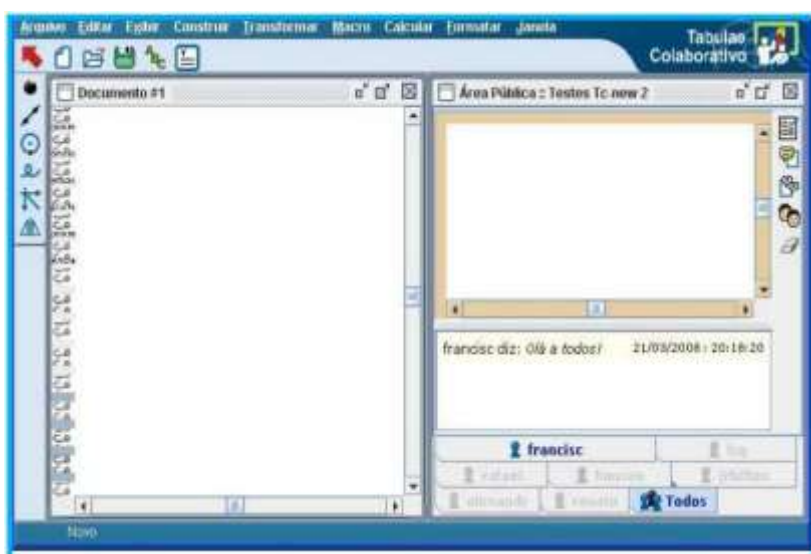 Arquivo Editar Exibir Construir Transformar Macro Calcular Formatar Janela
Tabulae
Colaborativo
Documento #1
Área Pública :: Testes Tc new 2
francisc diz: Olá a todos! 21/03/2008 : 20:18:20
francisc
Todos
Novo